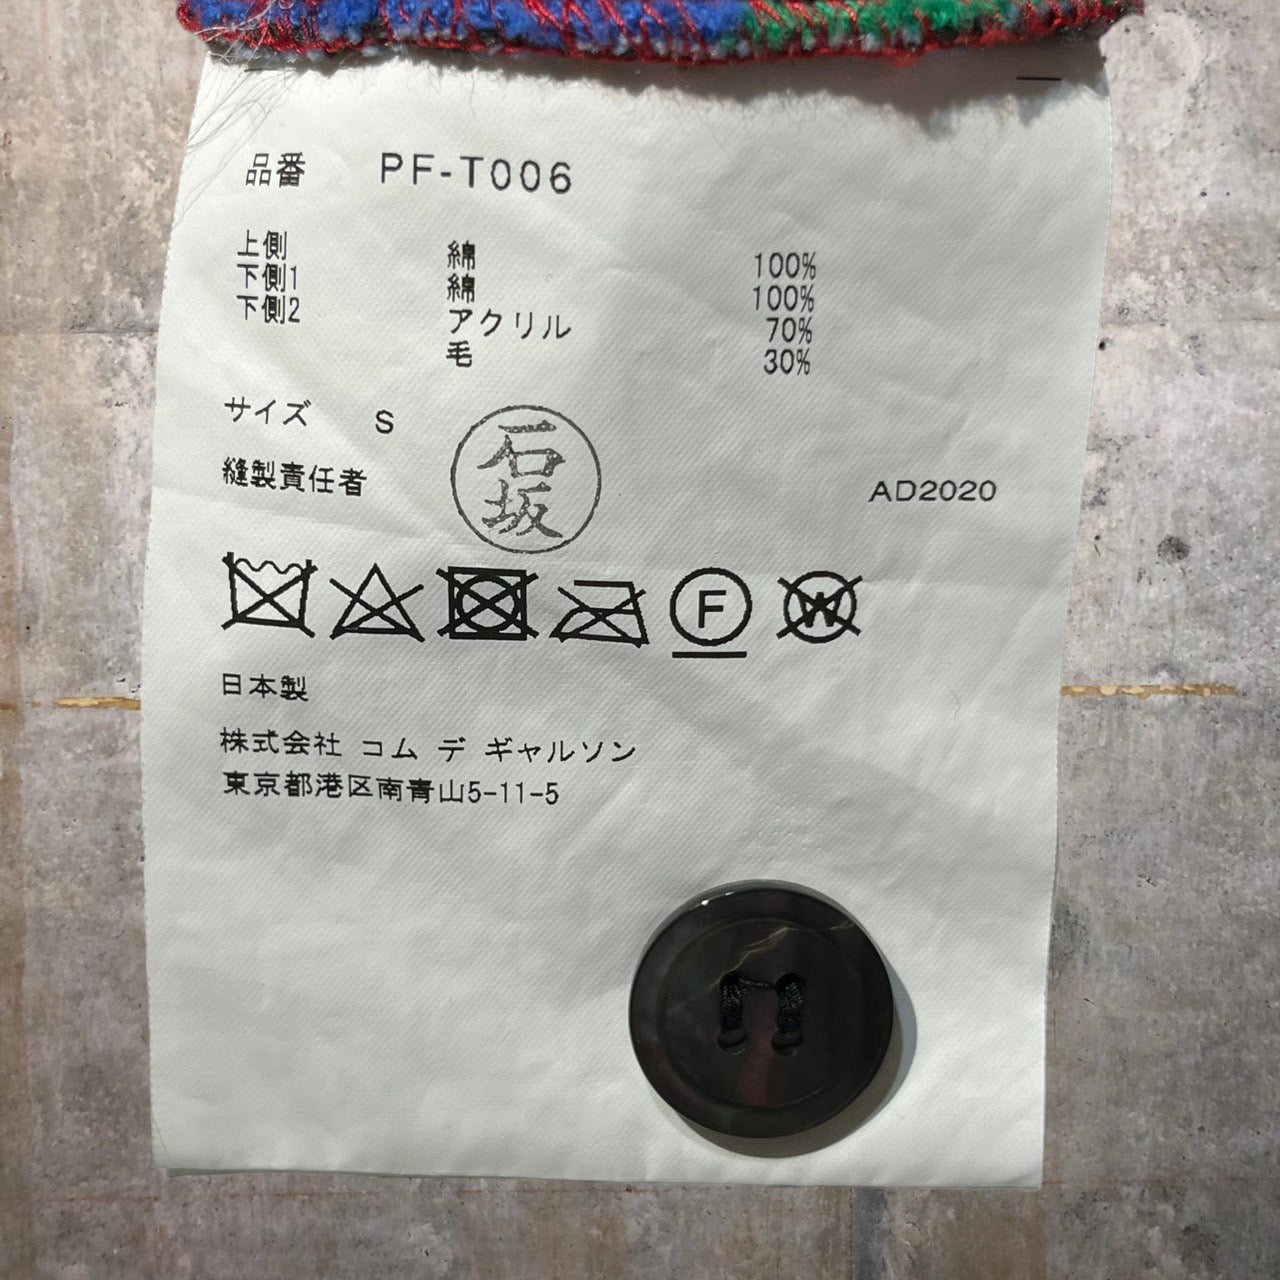 品番 PF-T006
上側 綿 100%
下側1 綿 100%
下側2 アクリル 70%
毛 30%
サイズ S
縫製責任者 石坂 AD2020
F W
日本製
株式会社 コム デ ギャルソン
東京都港区南青山5-11-5